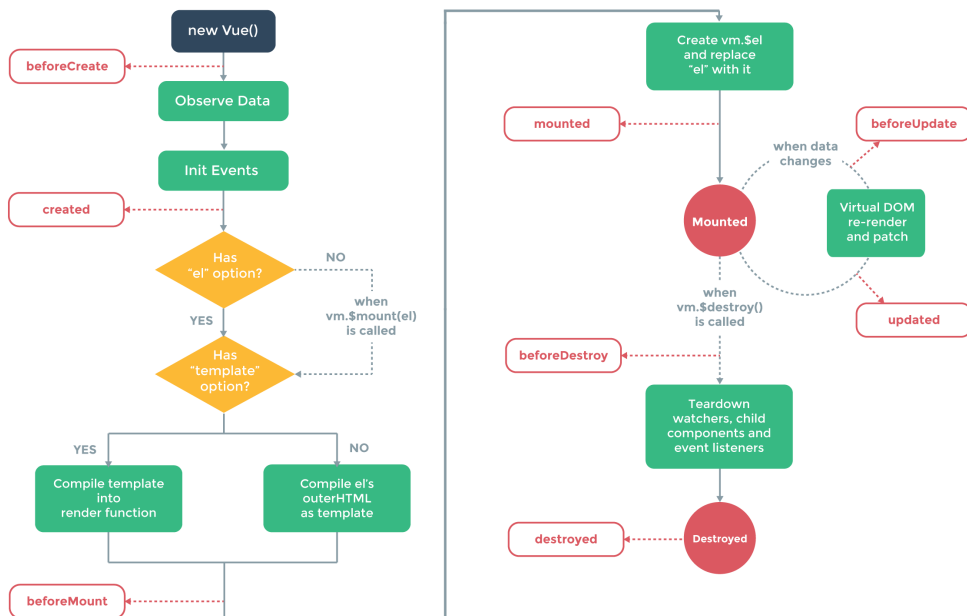 new Vue()
beforeCreate
Observe Data
Init Events
created
Has
"el" option?
NO
when
vm.$mount(el)
is called
YES
Has
"template"
option?
YES
NO
Compile template
into
render function
Compile el's
outerHTML
as template
beforeMount
Create vm.$el
and replace
"el" with it
mounted
when data
changes
beforeUpdate
Mounted
Virtual DOM
re-render
and patch
when
vm.$destroy()
is called
updated
beforeDestroy
Teardown
watchers, child
components and
event listeners
destroyed
Destroyed